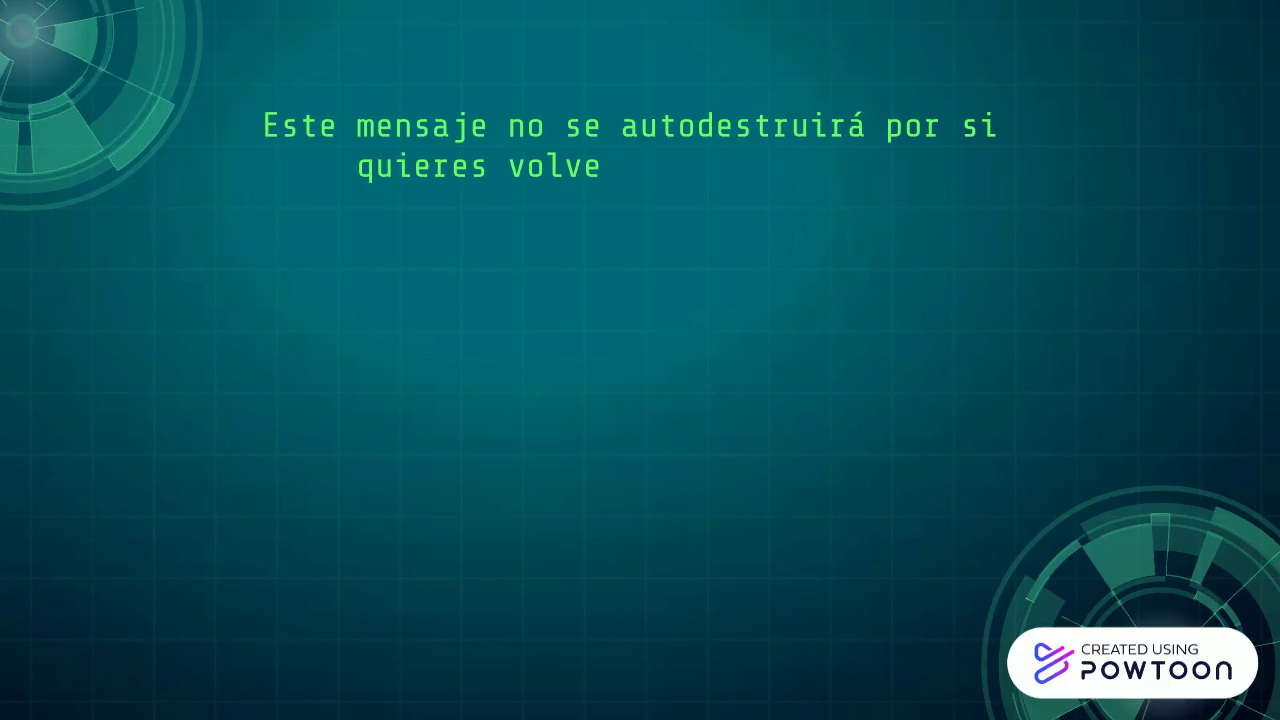 Este mensaje no se autodestruirá por si
quieres volve
CREATED USING
POWTOON